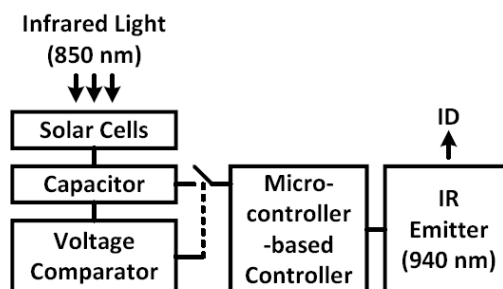 Infrared Light
(850 nm)
Solar Cells
Capacitor
Voltage
Comparator
Micro-
controller
-based
Controller
ID
IR
Emitter
(940 nm)